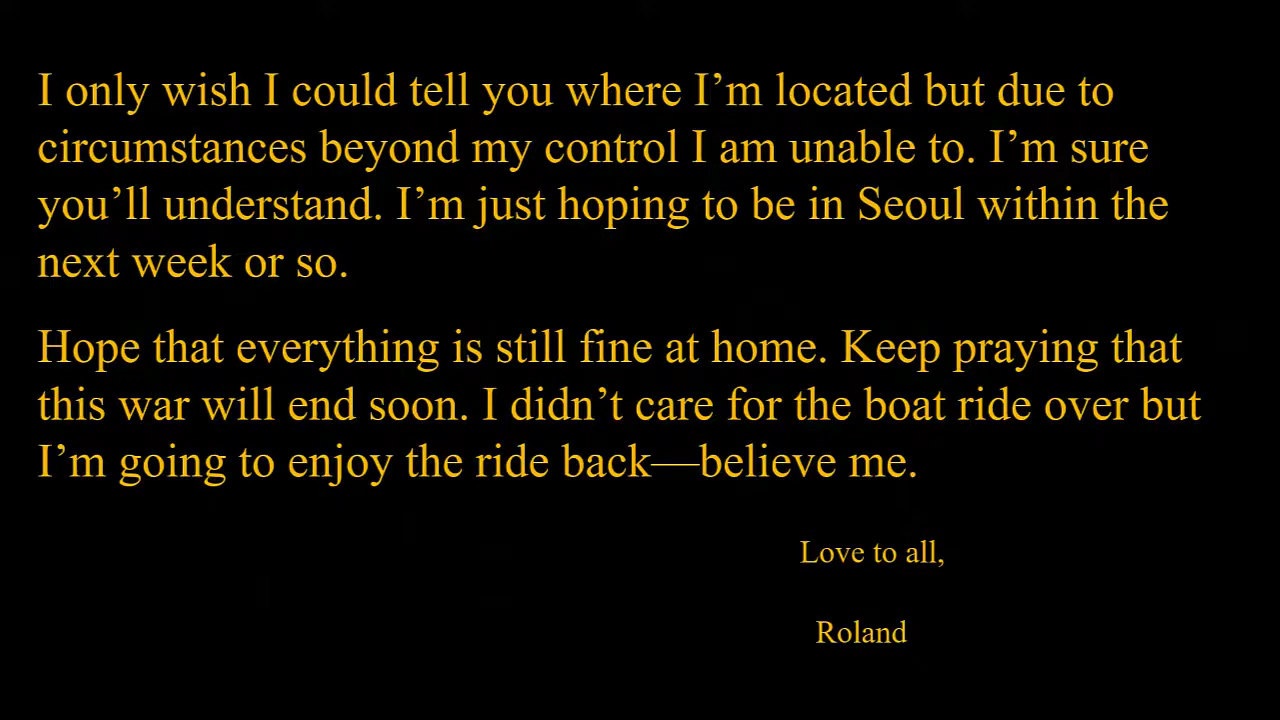 I only wish I could tell you where I’m located but due to
circumstances beyond my control I am unable to. I’m sure
you’ll understand. I’m just hoping to be in Seoul within the
next week or so.
Hope that everything is still fine at home. Keep praying that
this war will end soon. I didn’t care for the boat ride over but
I’m going to enjoy the ride back—believe me.
Love to all,
Roland